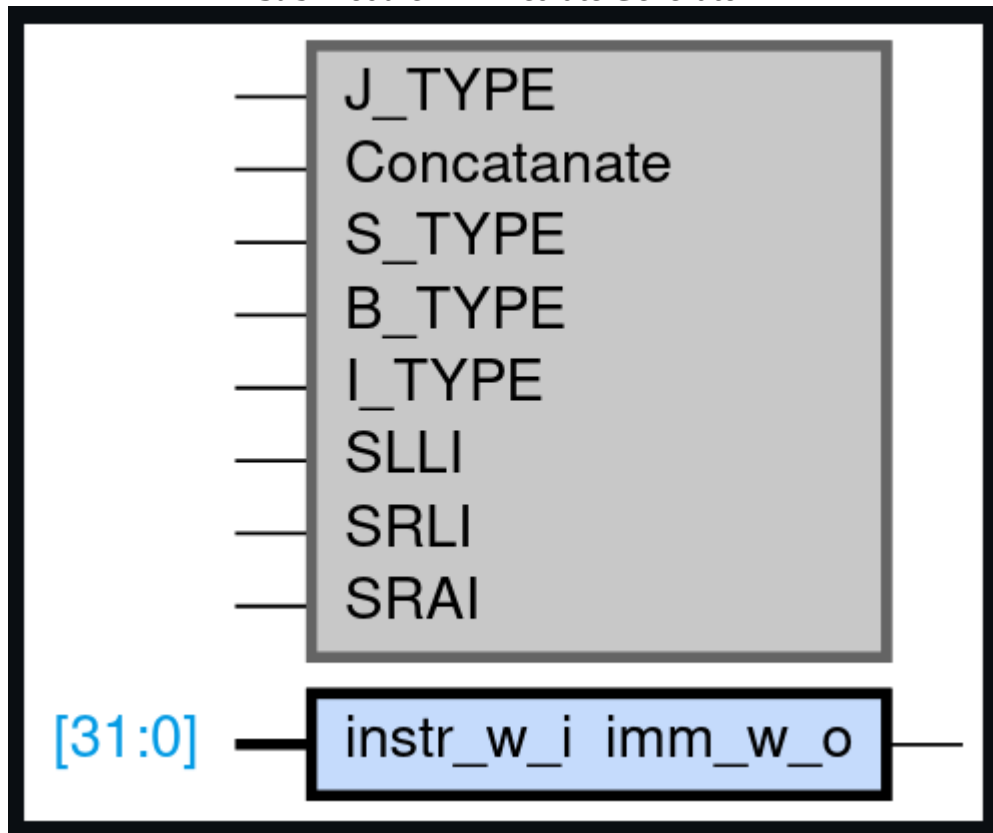 J_TYPE
Concatanate
S_TYPE
B_TYPE
I_TYPE
SLLI
SRLI
SRAI
[31:0] instr_w_i imm_w_o